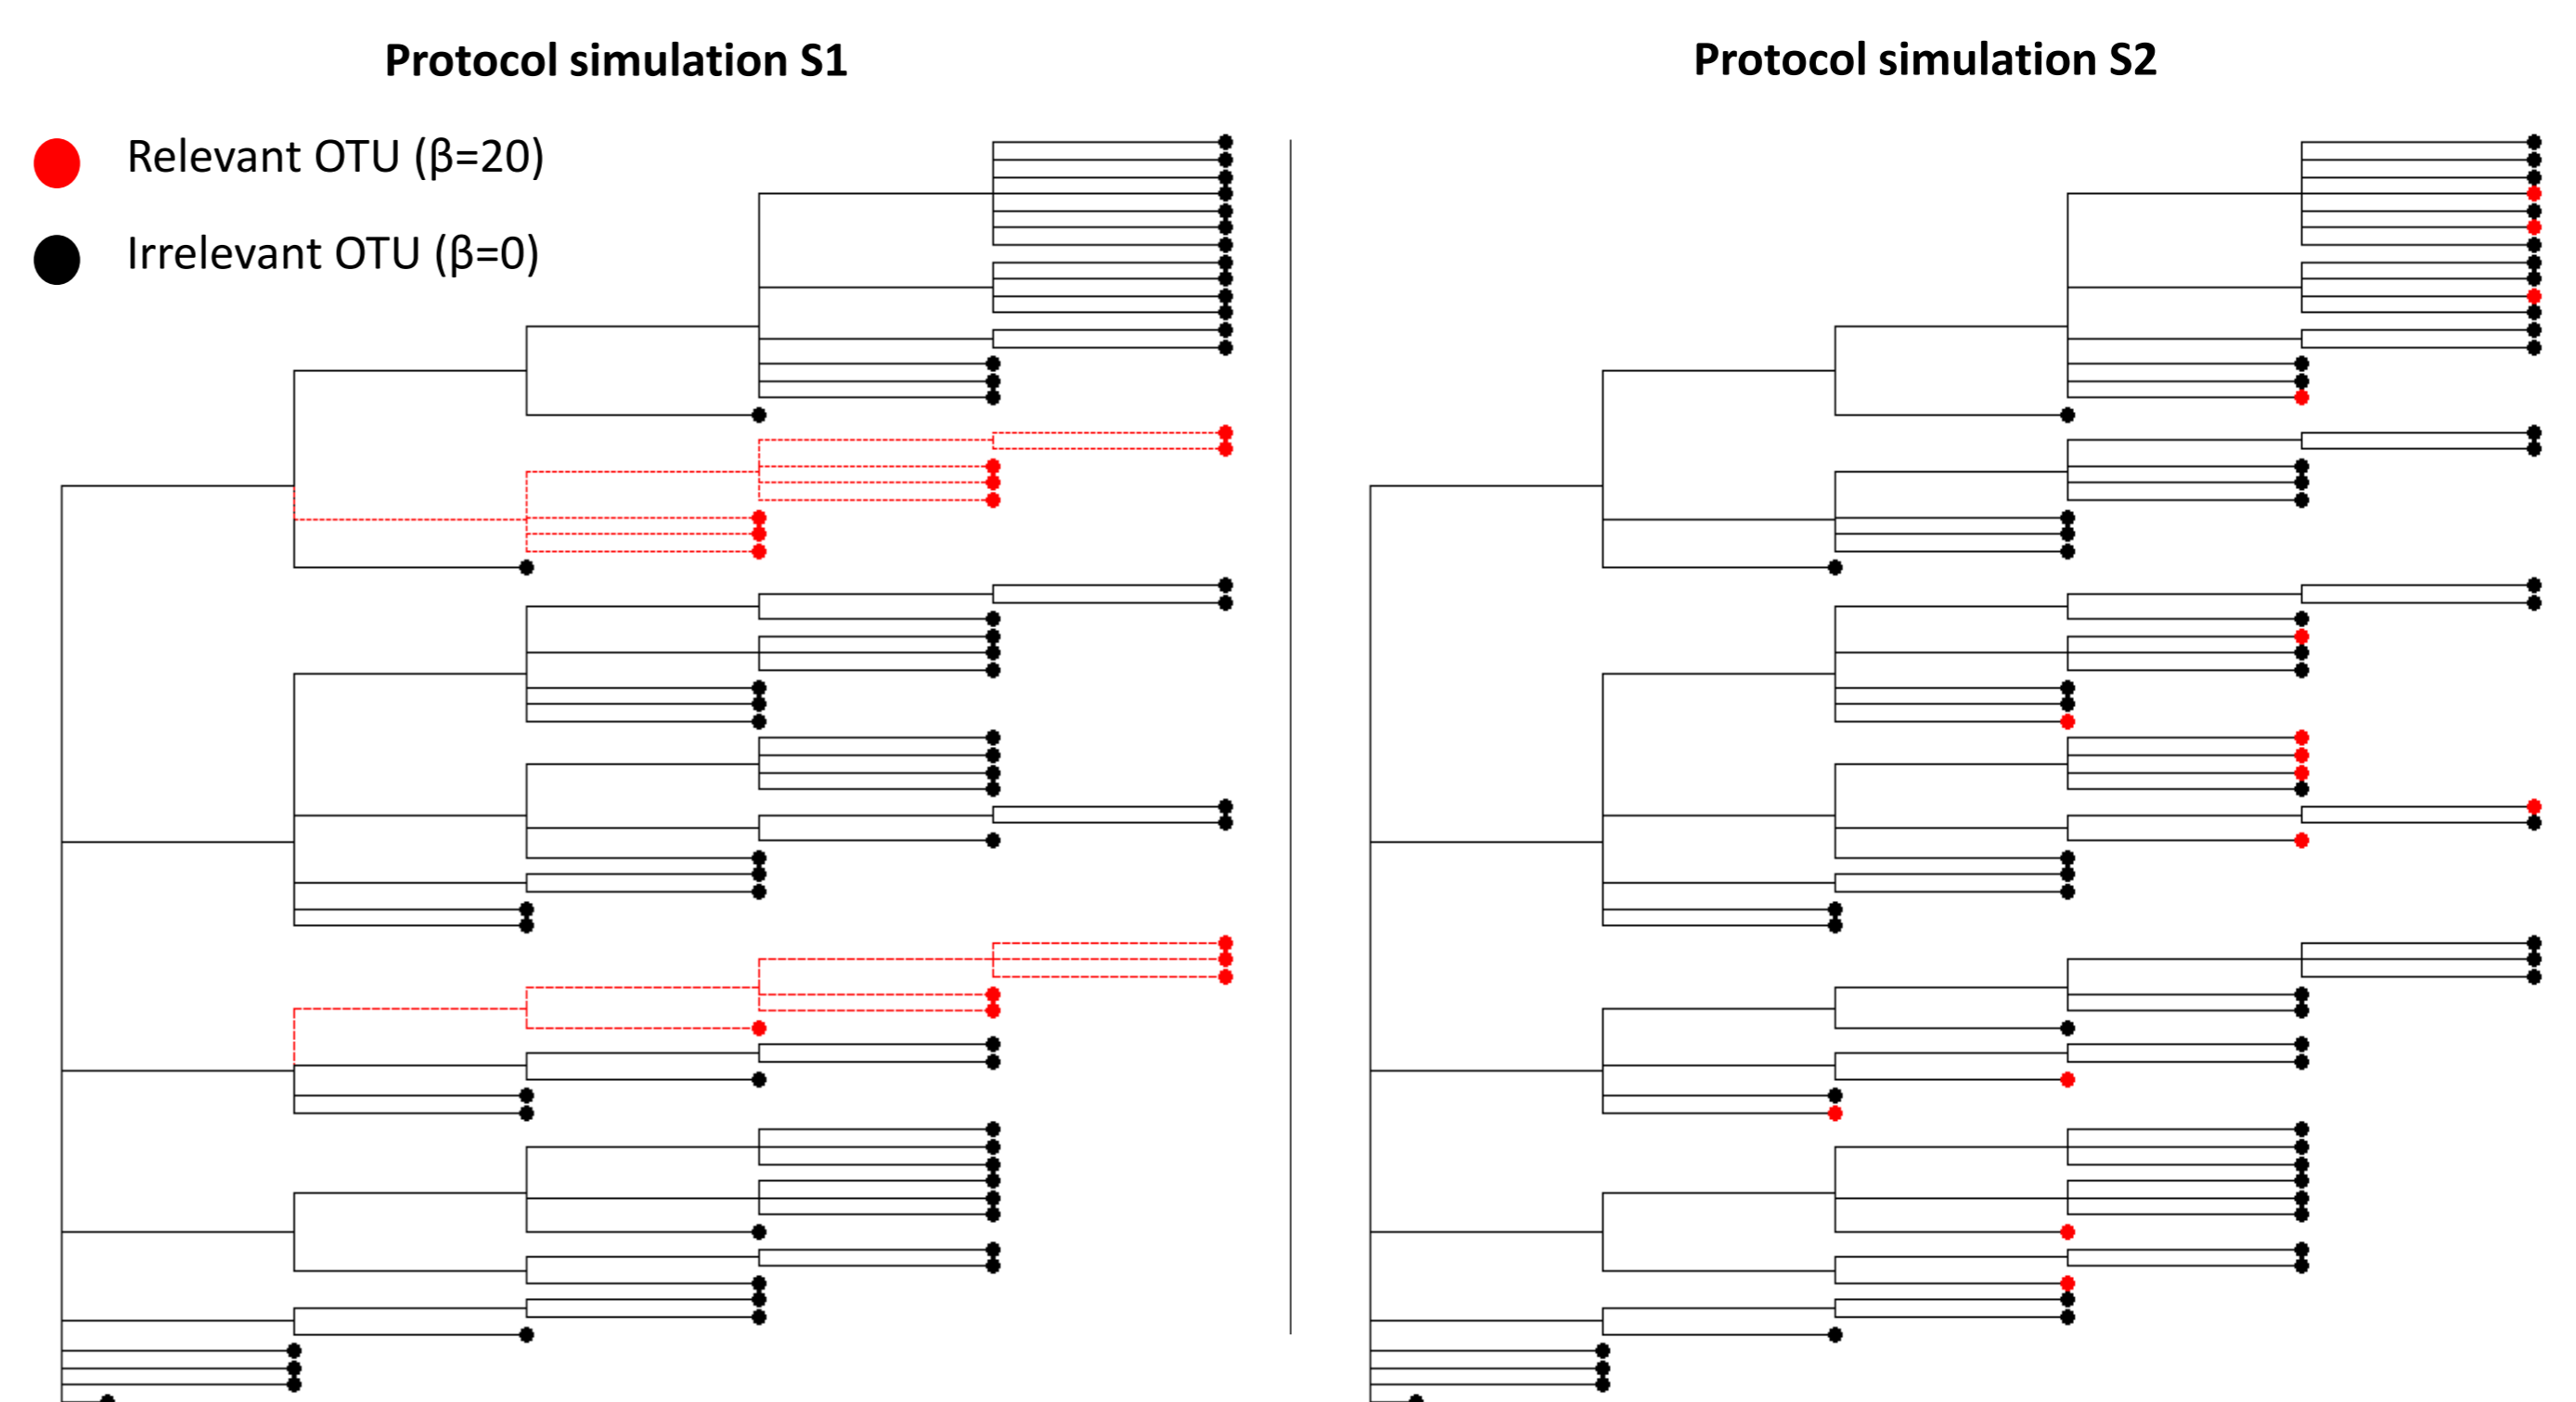 Protocol simulation S1
Protocol simulation S2
Relevant OTU (β=20)
Irrelevant OTU (β=0)